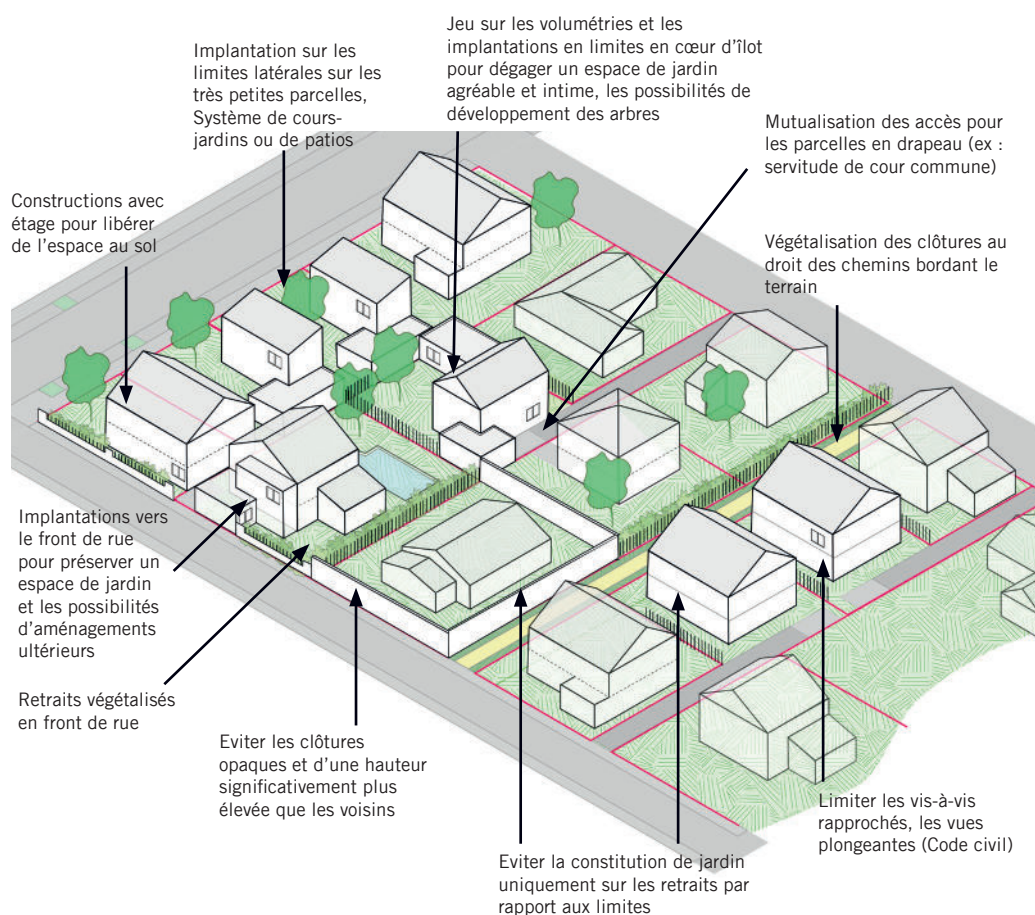 Jeu sur les volumétries et les
implantations en limites en cœur d’îlot
pour dégager un espace de jardin
agréable et intime, les possibilités de
développement des arbres
Implantation sur les
limites latérales sur les
très petites parcelles,
Système de cours-
jardins ou de patios
Mutualisation des accès pour
les parcelles en drapeau (ex :
servitude de cour commune)
Constructions avec
étage pour libérer
de l’espace au sol
Végétalisation des clôtures au
droit des chemins bordant le
terrain
Implantations vers
le front de rue
pour préserver un
espace de jardin
et les possibilités
d’aménagements
ultérieurs
Retraits végétalisés
en front de rue
Eviter les clôtures
opaques et d’une hauteur
significativement plus
élevée que les voisins
Limiter les vis-à-vis
rapprochés, les vues
plongeantes (Code civil)
Eviter la constitution de jardin
uniquement sur les retraits par
rapport aux limites